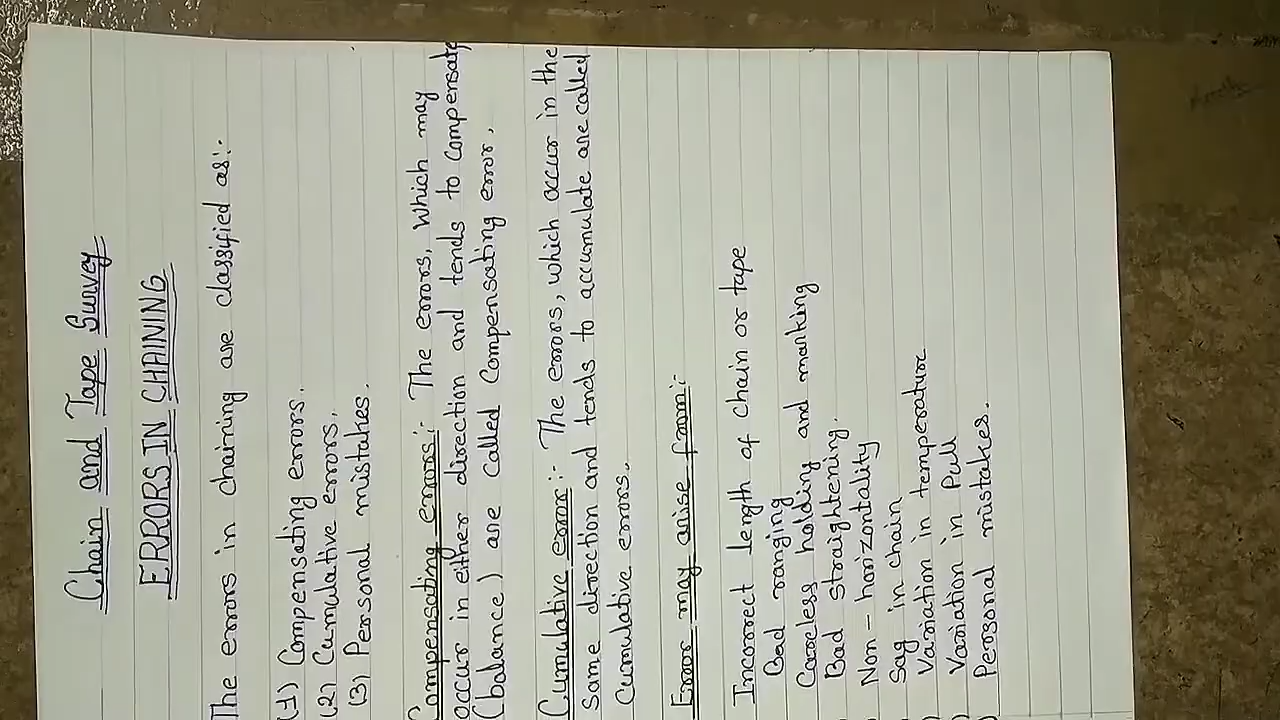 Chain and Tape Survey
ERRORS IN CHAINING
The errors in chaining are classified as:-
(1) Compensating errors.
(2) Cumulative errors.
(3) Personal mistakes.
Compensating errors:- The errors, which may
occur in either direction and tends to compensate
(balance) are called Compensating error.
Cumulative error:- The errors, which occur in the
same direction and tends to accumulate are called
Cumulative errors.
Error may arise from:-
Incorrect length of chain or tape
Bad ranging
Careless holding and marking
Bad straightening.
Non-horizontality
Sag in chain
Variation in temperature
Variation in Pull
Personal mistakes.